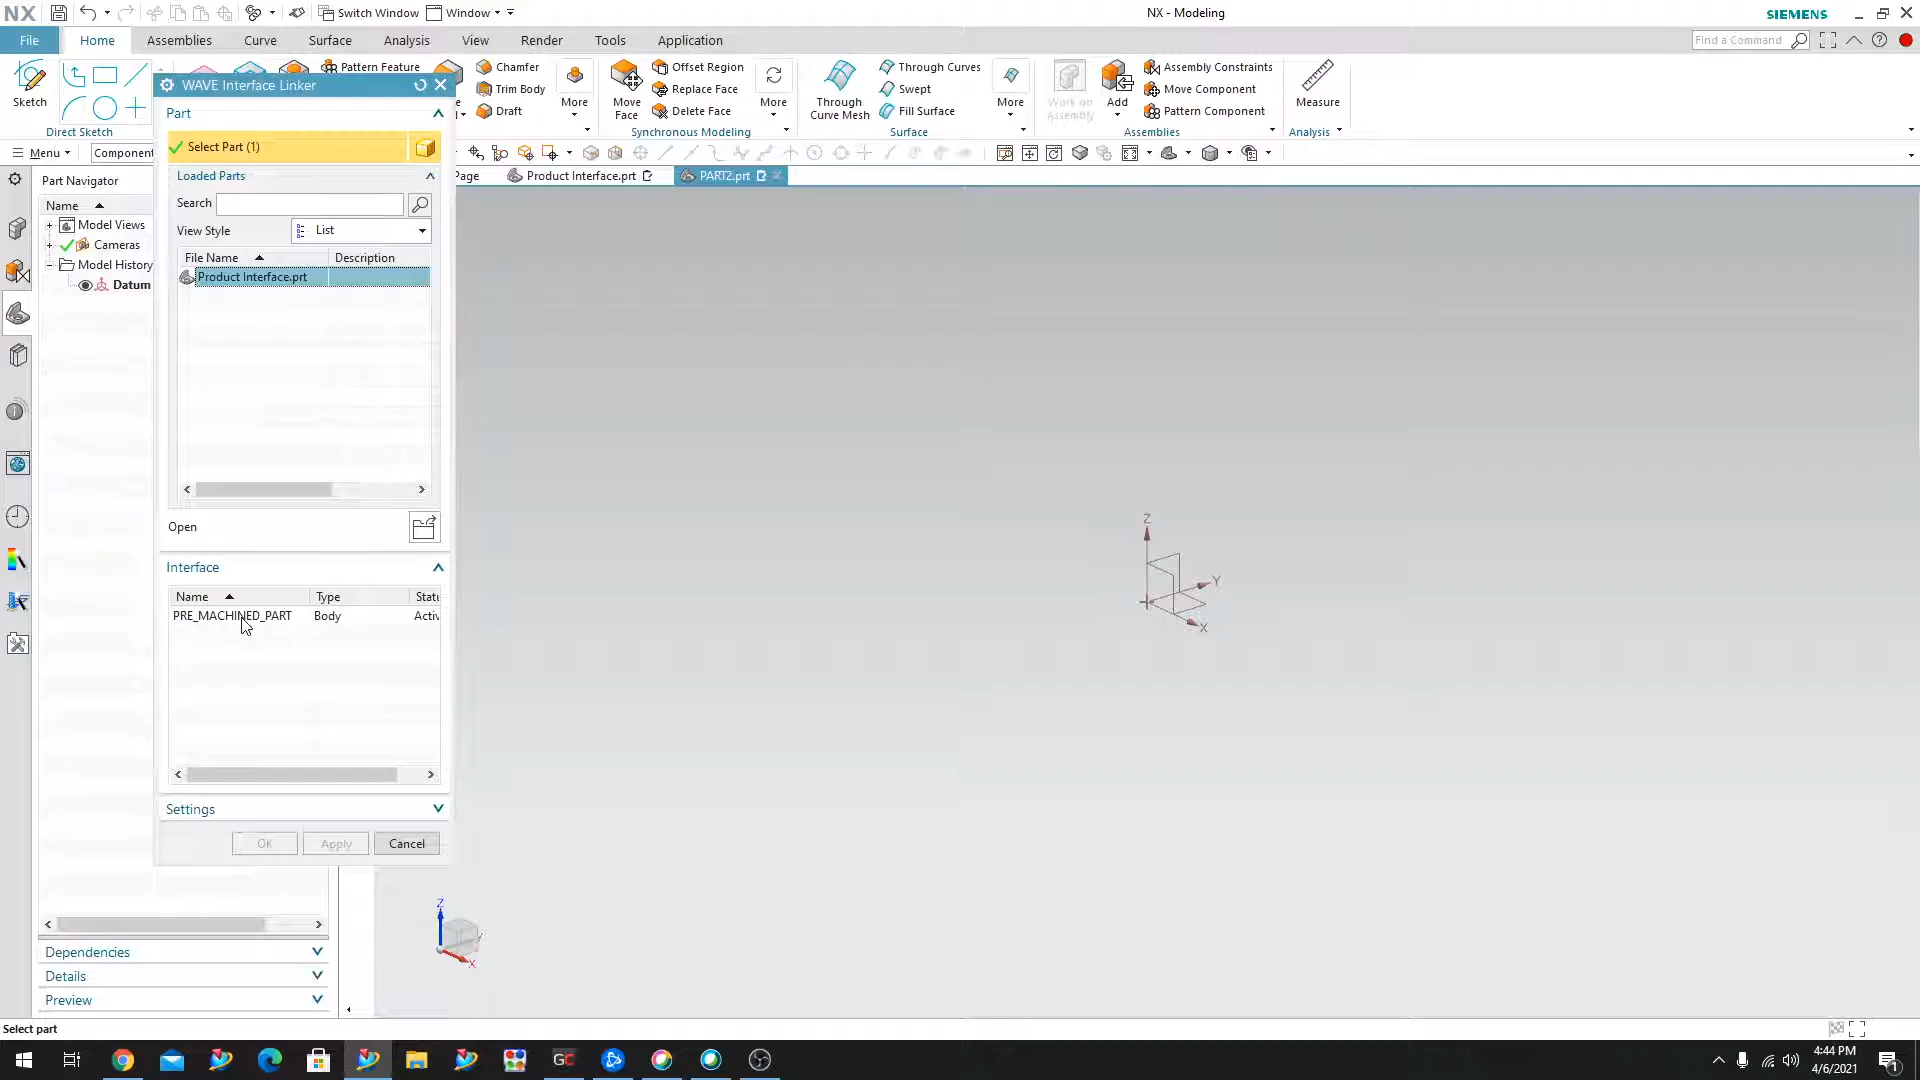 NX Switch Window Window NX - Modeling SIEMENS
File Home Assemblies Curve Surface Analysis View Render Tools Application Find a Command
Pattern Feature Chamfer Offset Region Through Curves Assembly Constraints
Trim Body Replace Face Swept Move Component
Sketch Draft More Move Face Delete Face More Through Curve Mesh Fill Surface More Work on Assembly Add Pattern Component Measure
Direct Sketch Synchronous Modeling Surface Assemblies Analysis
WAVE Interface Linker
Part
Select Part (1)
Menu Component
Loaded Parts
Part Navigator
Page Product Interface.prt PART2.prt
Search
Name
Model Views
View Style List
Cameras
File Name Description
Model History
Product Interface.prt
Datum
Open
Interface
Name Type
PRE_MACHINED_PART Body
Settings
OK Apply Cancel
Z
Y
X
Z
X
Dependencies
Details
Preview
Select part
GC
4:44 PM
4/6/2021
1